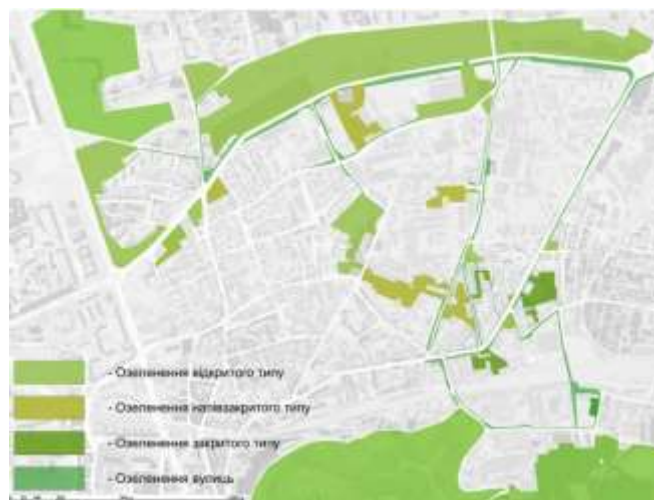 - Озеленення відкритого типу
- Озеленення напівзакритого типу
- Озеленення закритого типу
- Озеленення вулиць